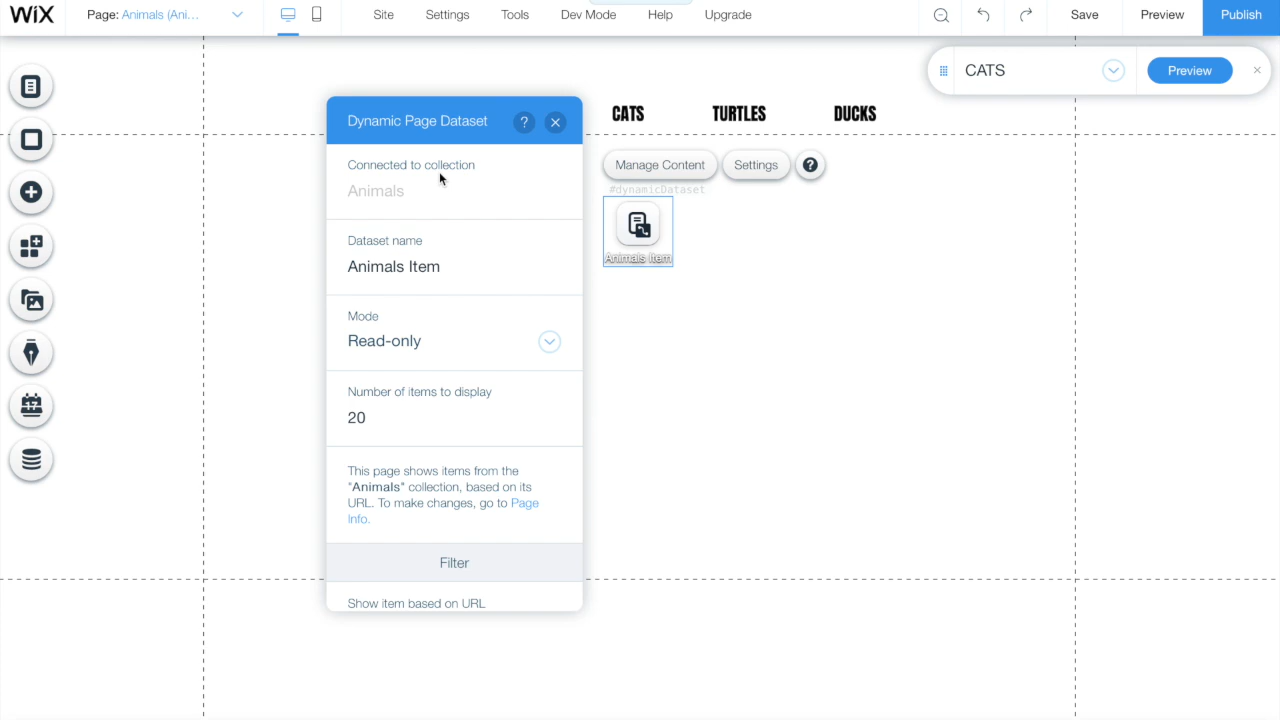 WiX
Page: Animals (Ani...
Site
Settings
Tools
Dev Mode
Help
Upgrade
Save
Preview
Publish
CATS
Preview
CATS
TURTLES
DUCKS
Dynamic Page Dataset
?
Connected to collection
Animals
Dataset name
Animals Item
Mode
Read-only
Number of items to display
20
This page shows items from the
"Animals" collection, based on its
URL. To make changes, go to Page
Info.
Filter
Show item based on URL
Manage Content
Settings
?
#dynamicDataset
Animals Item
17